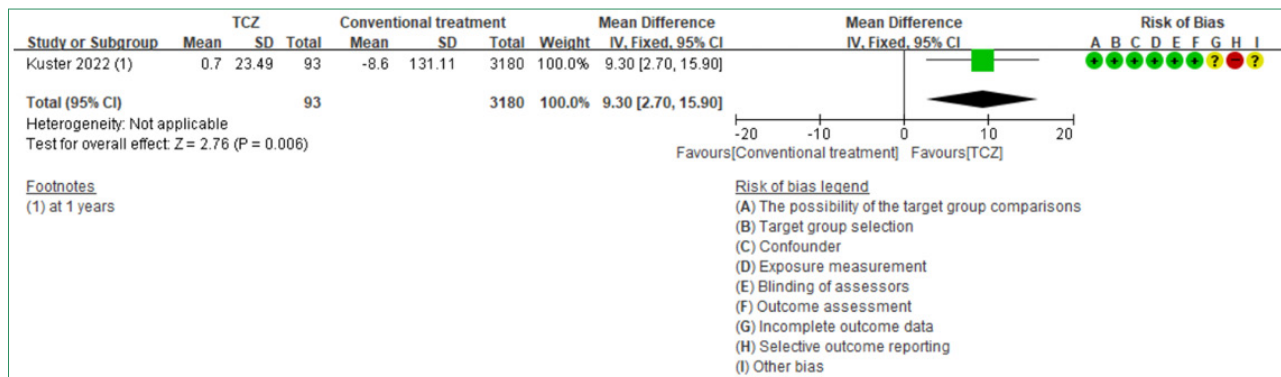 TCZ Conventional treatment Mean Difference Mean Difference Risk of Bias
Study or Subgroup Mean SD Total Mean SD Total Weight IV, Fixed, 95% CI IV, Fixed, 95% CI A B C D E F G H I
Kuster 2022 (1) 0.7 23.49 93 -8.6 131.11 3180 100.0% 9.30 [2.70, 15.90] + + + + + + ? − ?
Total (95% CI) 93 3180 100.0% 9.30 [2.70, 15.90]
Heterogeneity: Not applicable
Test for overall effect: Z = 2.76 (P = 0.006)
-20 -10 0 10 20
Favours[Conventional treatment] Favours[TCZ]
Footnotes
(1) at 1 years
Risk of bias legend
(A) The possibility of the target group comparisons
(B) Target group selection
(C) Confounder
(D) Exposure measurement
(E) Blinding of assessors
(F) Outcome assessment
(G) Incomplete outcome data
(H) Selective outcome reporting
(I) Other bias